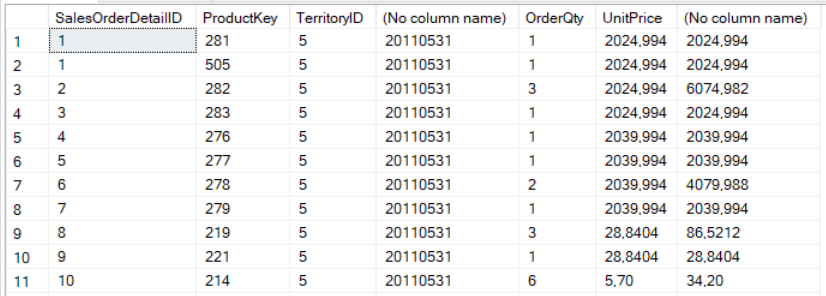 SalesOrderDetailID ProductKey TerritoryID (No column name) OrderQty UnitPrice (No column name)
1 1 281 5 20110531 1 2024,994 2024,994
2 1 505 5 20110531 1 2024,994 2024,994
3 2 282 5 20110531 3 2024,994 6074,982
4 3 283 5 20110531 1 2024,994 2024,994
5 4 276 5 20110531 1 2039,994 2039,994
6 5 277 5 20110531 1 2039,994 2039,994
7 6 278 5 20110531 2 2039,994 4079,988
8 7 279 5 20110531 1 2039,994 2039,994
9 8 219 5 20110531 3 28,8404 86,5212
10 9 221 5 20110531 1 28,8404 28,8404
11 10 214 5 20110531 6 5,70 34,20